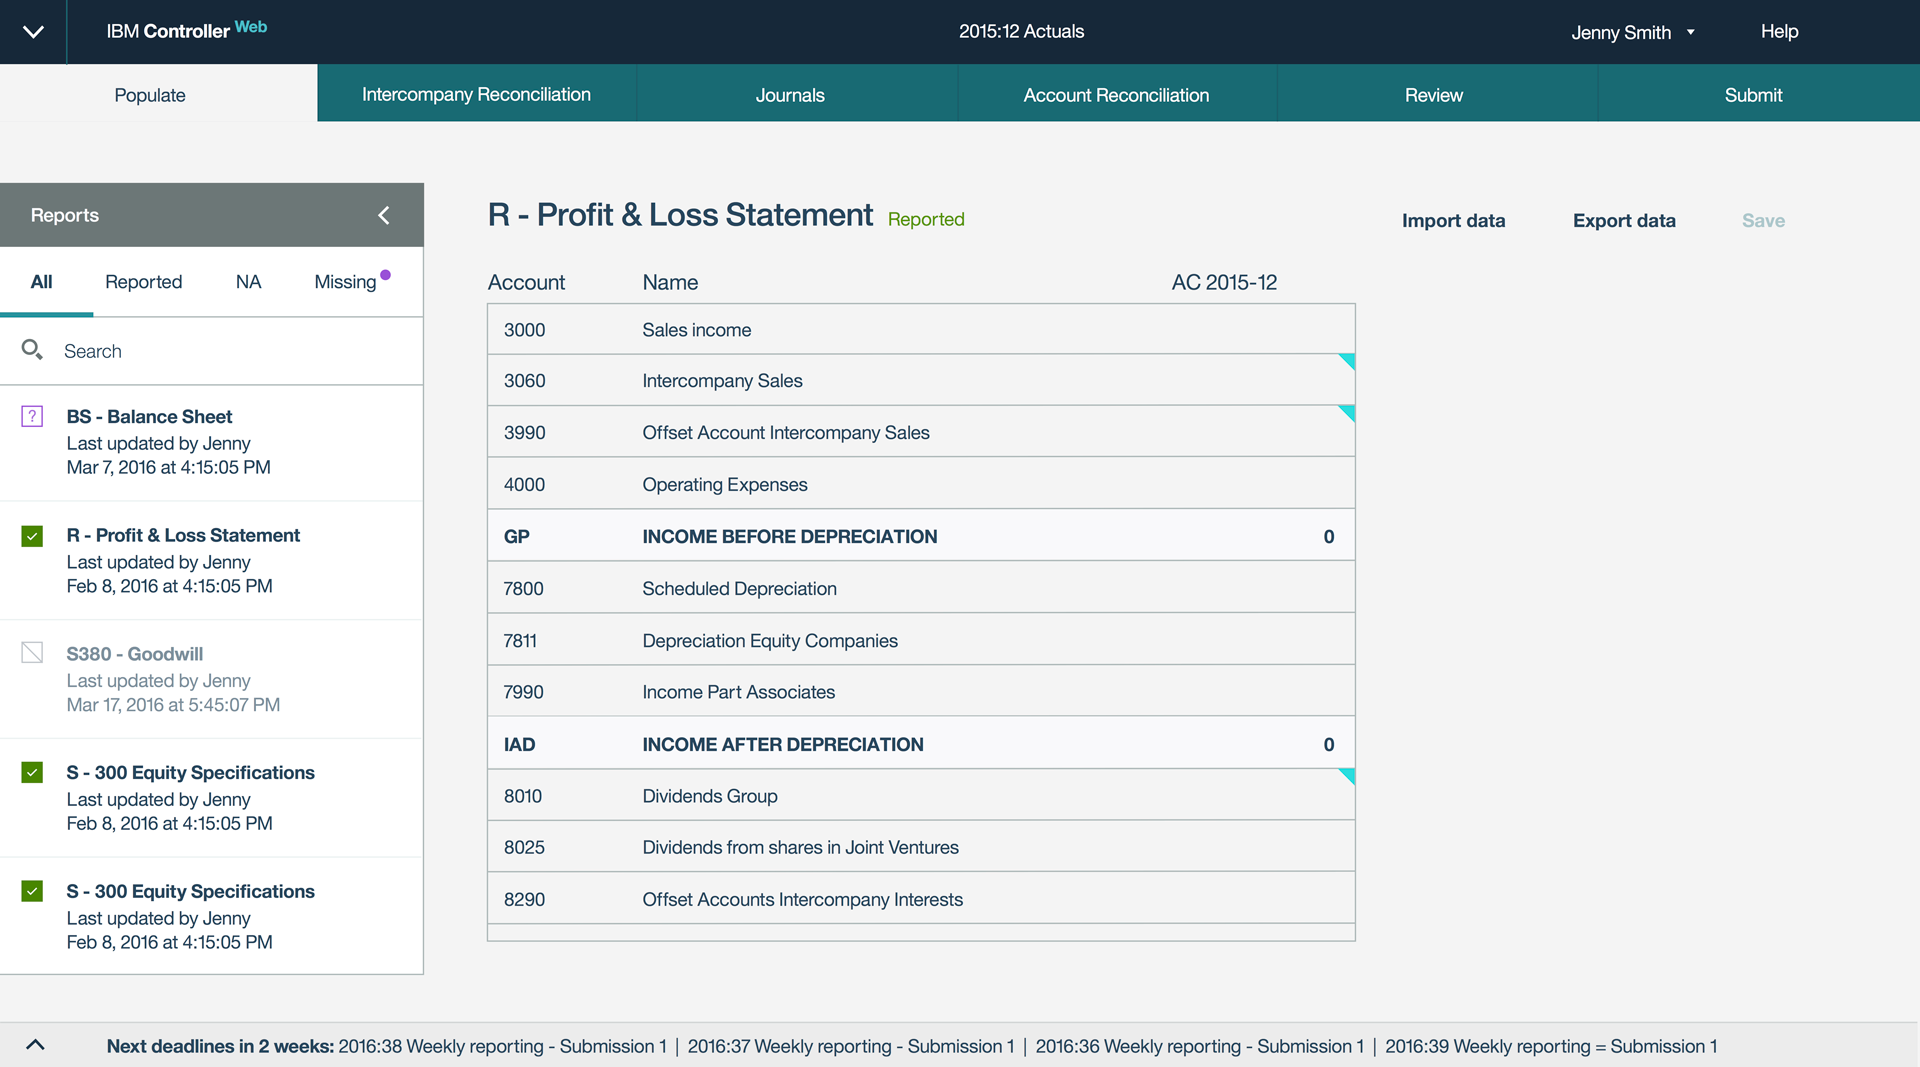 IBM Controller Web
2015:12 Actuals
Jenny Smith
Help
Populate
Intercompany Reconciliation
Journals
Account Reconciliation
Review
Submit
Reports
All
Reported
NA
Missing
Search
? BS - Balance Sheet
Last updated by Jenny
Mar 7, 2016 at 4:15:05 PM
R - Profit & Loss Statement
Last updated by Jenny
Feb 8, 2016 at 4:15:05 PM
S380 - Goodwill
Last updated by Jenny
Mar 17, 2016 at 5:45:07 PM
S - 300 Equity Specifications
Last updated by Jenny
Feb 8, 2016 at 4:15:05 PM
S - 300 Equity Specifications
Last updated by Jenny
Feb 8, 2016 at 4:15:05 PM
R - Profit & Loss Statement Reported
Import data
Export data
Save
Account Name AC 2015-12
3000 Sales income
3060 Intercompany Sales
3990 Offset Account Intercompany Sales
4000 Operating Expenses
GP INCOME BEFORE DEPRECIATION 0
7800 Scheduled Depreciation
7811 Depreciation Equity Companies
7990 Income Part Associates
IAD INCOME AFTER DEPRECIATION 0
8010 Dividends Group
8025 Dividends from shares in Joint Ventures
8290 Offset Accounts Intercompany Interests
Next deadlines in 2 weeks: 2016:38 Weekly reporting - Submission 1 | 2016:37 Weekly reporting - Submission 1 | 2016:36 Weekly reporting - Submission 1 | 2016:39 Weekly reporting = Submission 1